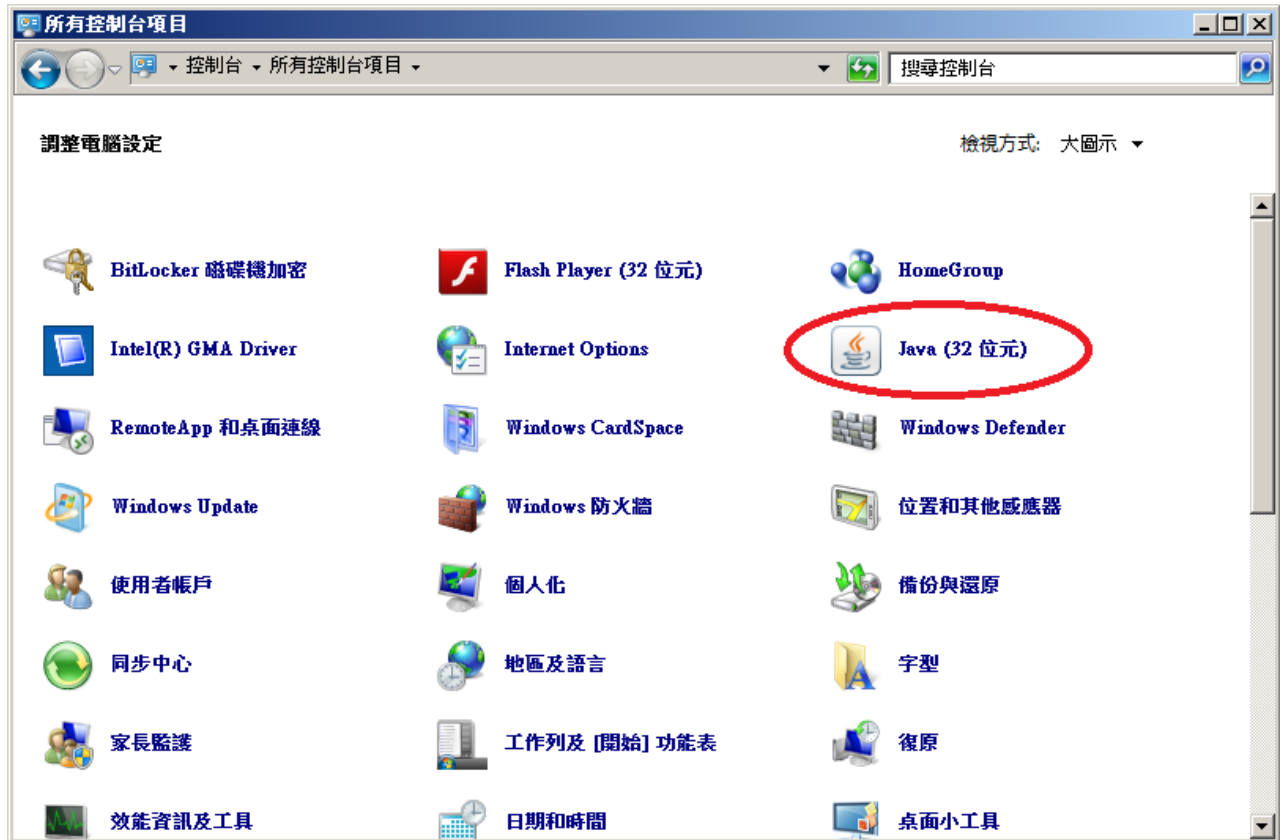 所有控制台項目
控制台 所有控制台項目
搜尋控制台
調整電腦設定
檢視方式: 大圖示
BitLocker 磁碟機加密
Flash Player (32 位元)
HomeGroup
Intel(R) GMA Driver
Internet Options
Java (32 位元)
RemoteApp 和桌面連線
Windows CardSpace
Windows Defender
Windows Update
Windows 防火牆
位置和其他感應器
使用者帳戶
個人化
備份與還原
同步中心
地區及語言
字型
家長監護
工作列及 [開始] 功能表
復原
效能資訊及工具
日期和時間
桌面小工具